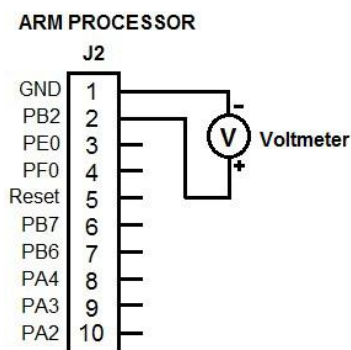 ARM PROCESSOR
J2
GND 1
PB2 2
PE0 3
PF0 4
Reset 5
PB7 6
PB6 7
PA4 8
PA3 9
PA2 10
-
V Voltmeter
+